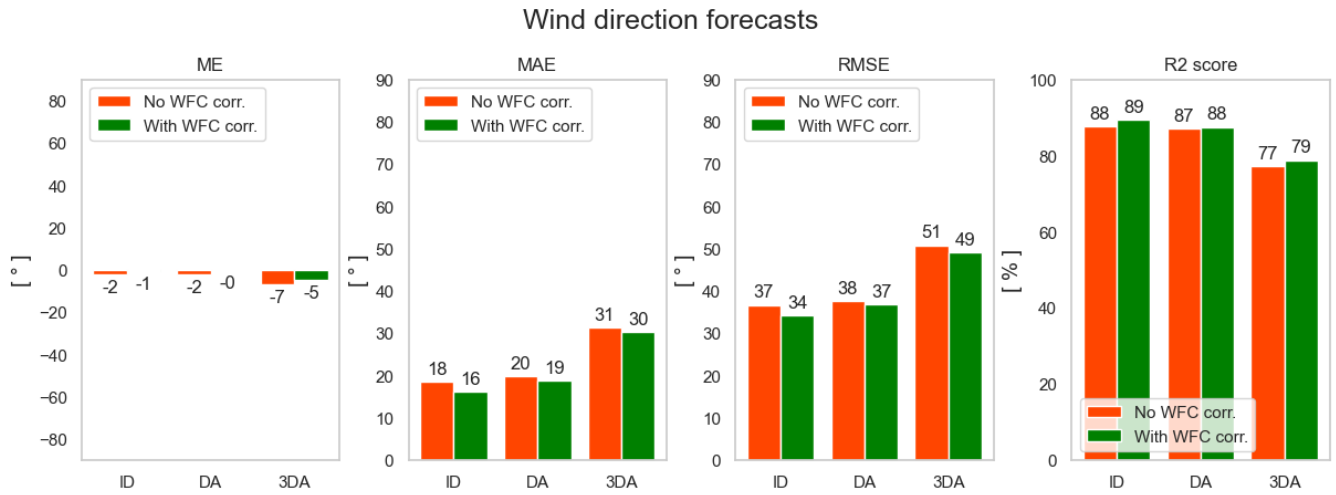 Wind direction forecasts
ME
[ ° ]
80
60
40
20
0
−20
−40
−60
−80
No WFC corr.
With WFC corr.
-2
-1
-2
-0
-7
-5
ID
DA
3DA
MAE
[ ° ]
90
80
70
60
50
40
30
20
10
0
No WFC corr.
With WFC corr.
18
16
20
19
31
30
ID
DA
3DA
RMSE
[ ° ]
90
80
70
60
50
40
30
20
10
0
No WFC corr.
With WFC corr.
37
34
38
37
51
49
ID
DA
3DA
R2 score
[ % ]
100
80
60
40
20
0
88
89
87
88
77
79
No WFC corr.
With WFC corr.
ID
DA
3DA